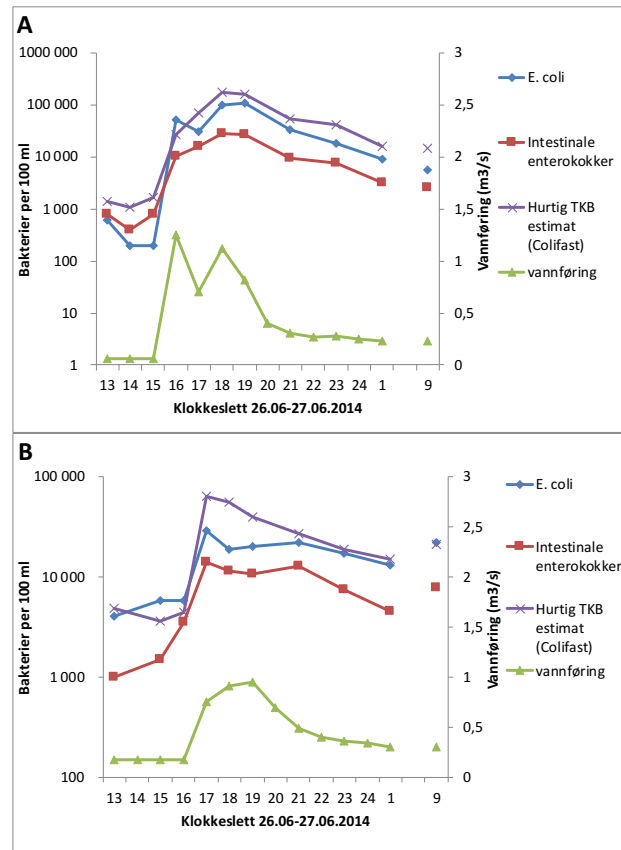 A
1000 000
100 000
10 000
1 000
100
10
1
Bakterier per 100 ml
3
2,5
2
1,5
1
0,5
0
Vannføring (m3/s)
13 14 15 16 17 18 19 20 21 22 23 24 1 9
Klokkeslett 26.06-27.06.2014
E. coli
Intestinale
enterokokker
Hurtig TKB
estimat
(Colifast)
vannføring
B
100 000
10 000
1 000
100
Bakterier per 100 ml
3
2,5
2
1,5
1
0,5
0
Vannføring (m3/s)
13 14 15 16 17 18 19 20 21 22 23 24 1 9
Klokkeslett 26.06-27.06.2014
E. coli
Intestinale
enterokokker
Hurtig TKB
estimat
(Colifast)
vannføring